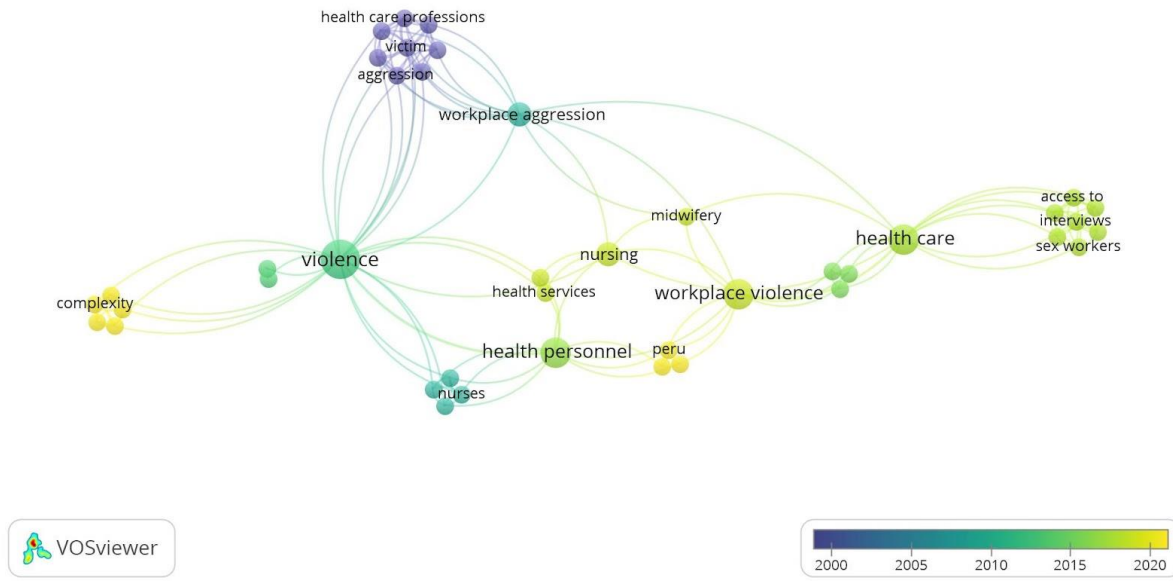 health care professions
victim
aggression
workplace aggression
access to
interviews
sex workers
midwifery
health care
nursing
violence
health services
workplace violence
complexity
health personnel
peru
nurses
VOSviewer
2000 2005 2010 2015 2020